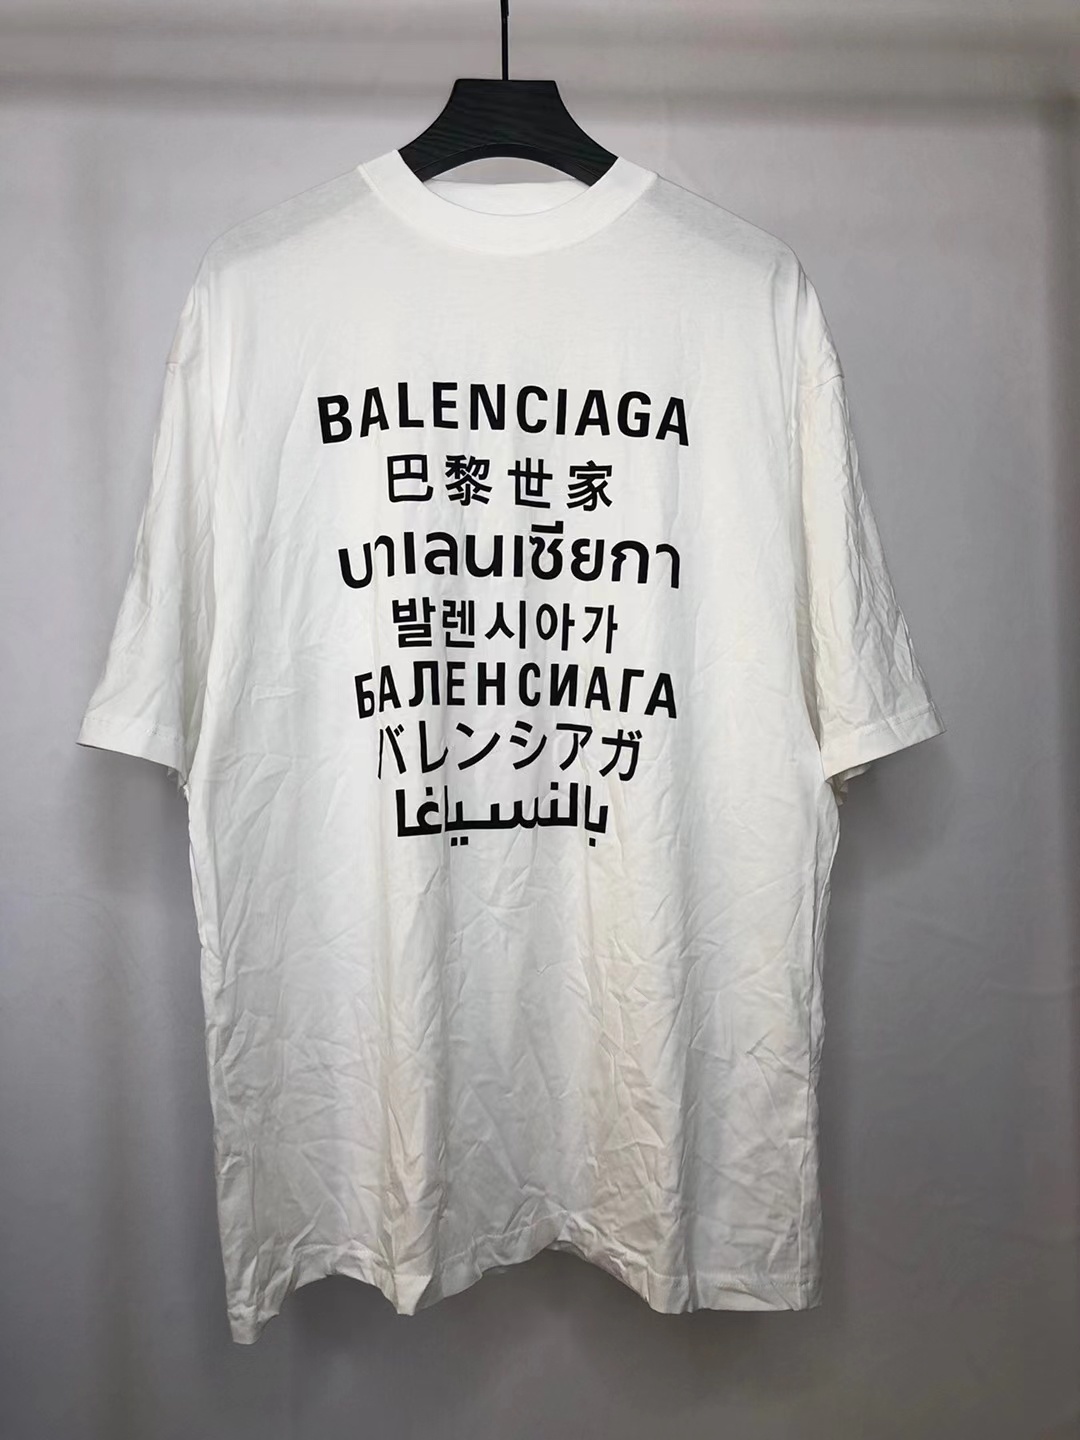 BALENCIAGA
巴黎世家
บาเลนเซียกา
발렌시아가
БАЛЕНСИАГА
バレンシアガ
بالنسياغا